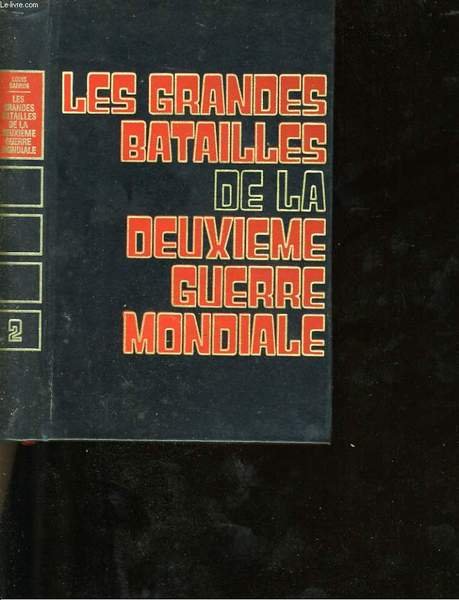 Le-livre.com
LOUIS
SAUREL
LES
GRANDES
BATAILLES
DE LA
DEUXIEME
GUERRE
MONDIALE
2
LES GRANDES
BATAILLES
DE LA
DEUXIEME
GUERRE
MONDIALE